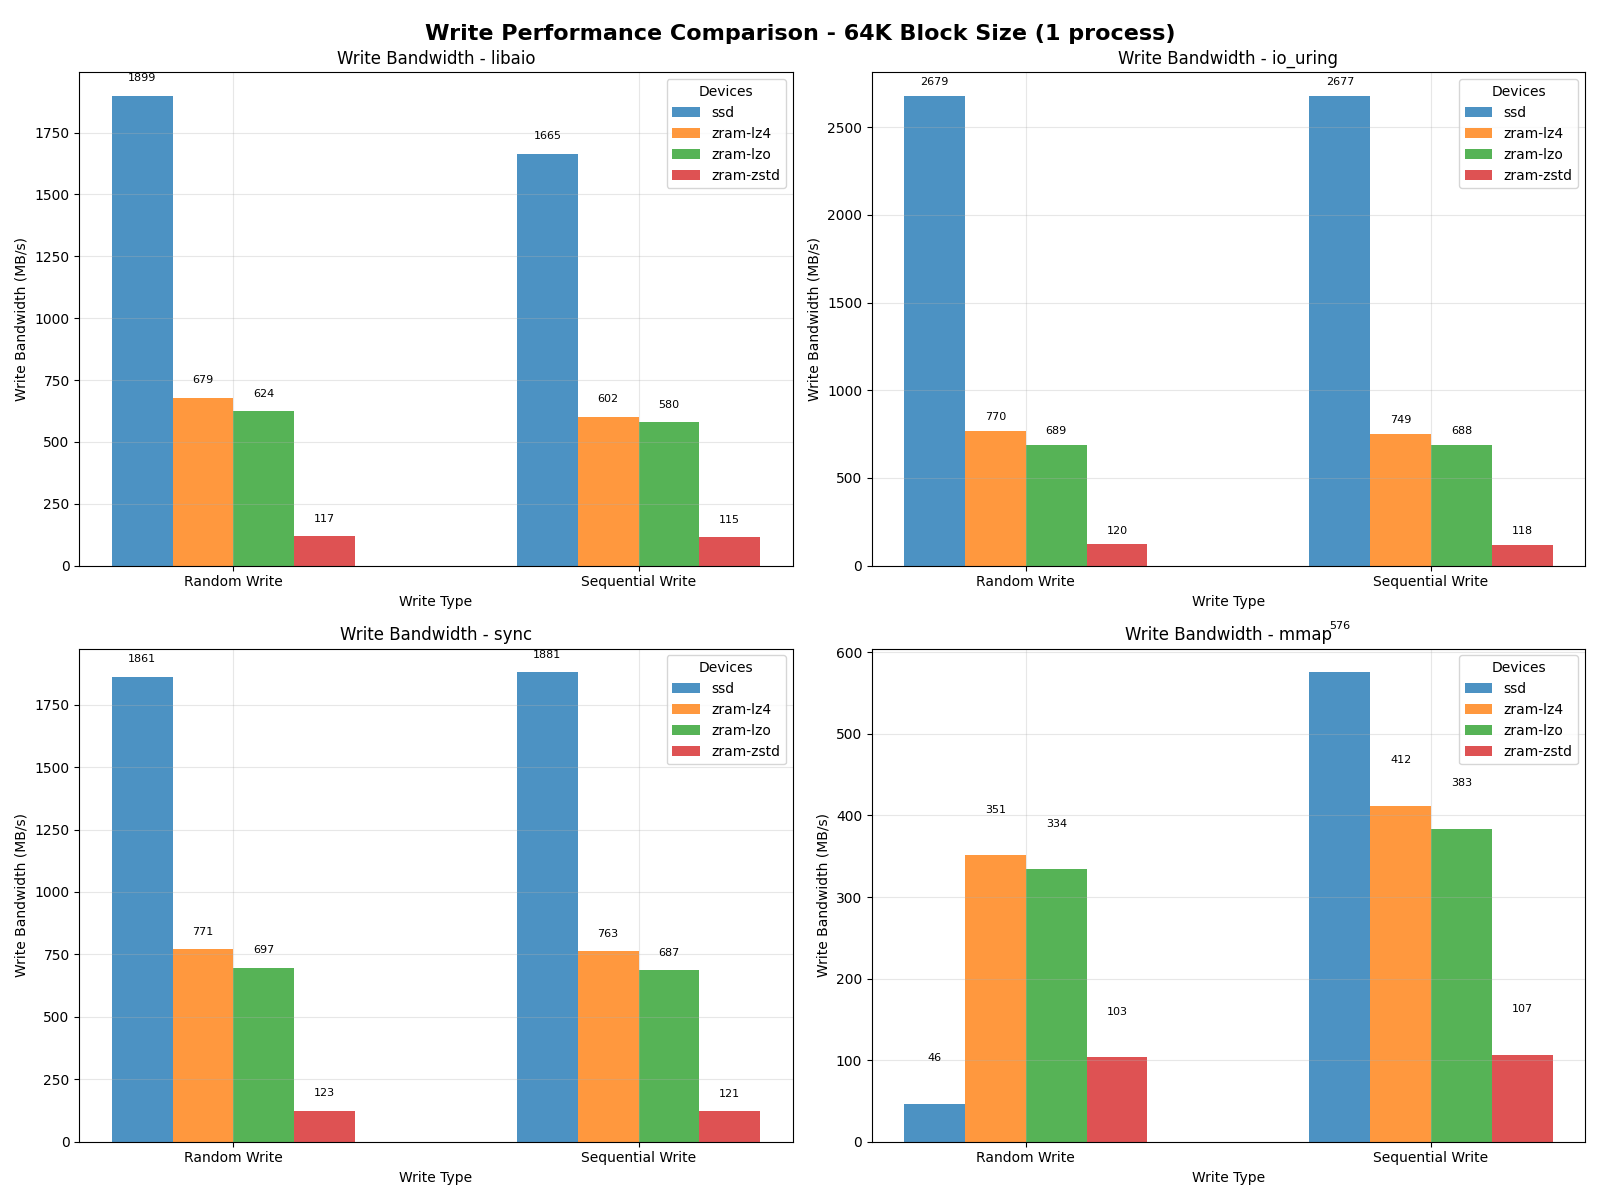 Write Performance Comparison - 64K Block Size (1 process)
Write Bandwidth - libaio
1899
1665
679
624
117
602
580
115
Devices
ssd
zram-lz4
zram-lzo
zram-zstd
1750
1500
1250
1000
750
500
250
0
Write Bandwidth (MB/s)
Random Write
Sequential Write
Write Type
Write Bandwidth - io_uring
2679
2677
770
689
120
749
688
118
Devices
ssd
zram-lz4
zram-lzo
zram-zstd
2500
2000
1500
1000
500
0
Write Bandwidth (MB/s)
Random Write
Sequential Write
Write Type
Write Bandwidth - sync
1861
1881
771
697
123
763
687
121
Devices
ssd
zram-lz4
zram-lzo
zram-zstd
1750
1500
1250
1000
750
500
250
0
Write Bandwidth (MB/s)
Random Write
Sequential Write
Write Type
Write Bandwidth - mmap
576
46
351
334
103
412
383
107
Devices
ssd
zram-lz4
zram-lzo
zram-zstd
600
500
400
300
200
100
0
Write Bandwidth (MB/s)
Random Write
Sequential Write
Write Type